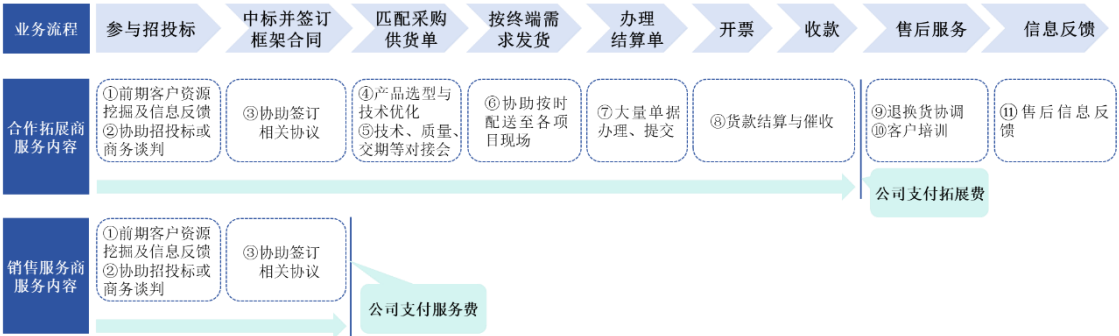 业务流程
参与招投标
中标并签订
框架合同
匹配采购
供货单
按终端需
求发货
办理
结算单
开票
收款
售后服务
信息反馈
合作拓展商
服务内容
①前期客户资源
挖掘及信息反馈
②协助招投标或
商务谈判
③协助签订
相关协议
④产品选型与
技术优化
⑤技术、质量、
交期等对接会
⑥协助按时
配送至各项
目现场
⑦大量单据
办理、提交
⑧货款结算与催收
⑨退换货协调
⑩客户培训
⑪售后信息反
馈
公司支付拓展费
销售服务商
服务内容
①前期客户资源
挖掘及信息反馈
②协助招投标或
商务谈判
③协助签订
相关协议
公司支付服务费